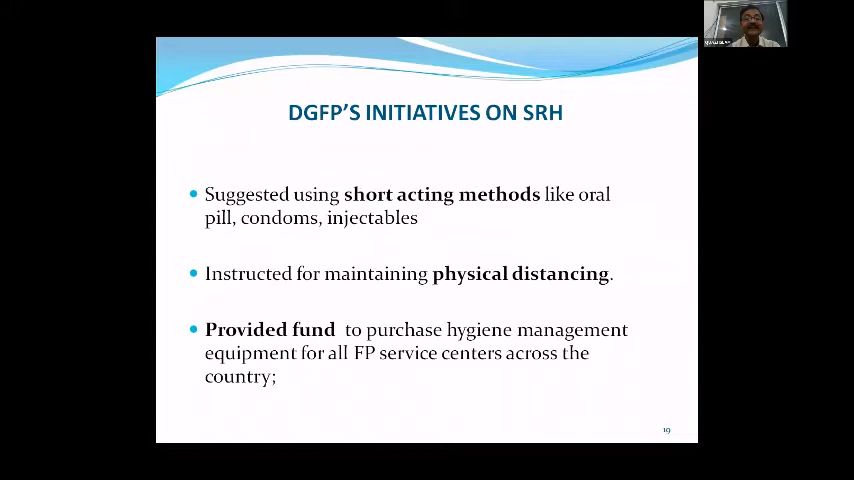 DGFP’S INITIATIVES ON SRH
• Suggested using short acting methods like oral
pill, condoms, injectables
• Instructed for maintaining physical distancing.
• Provided fund to purchase hygiene management
equipment for all FP service centers across the
country;
19